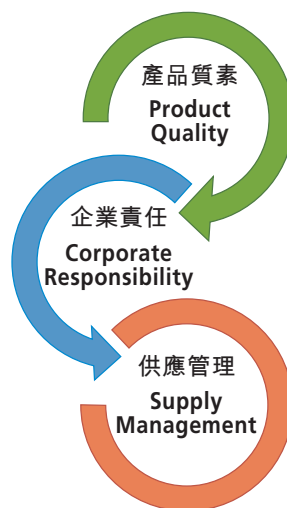 產品質素
Product
Quality
企業責任
Corporate
Responsibility
供應管理
Supply
Management